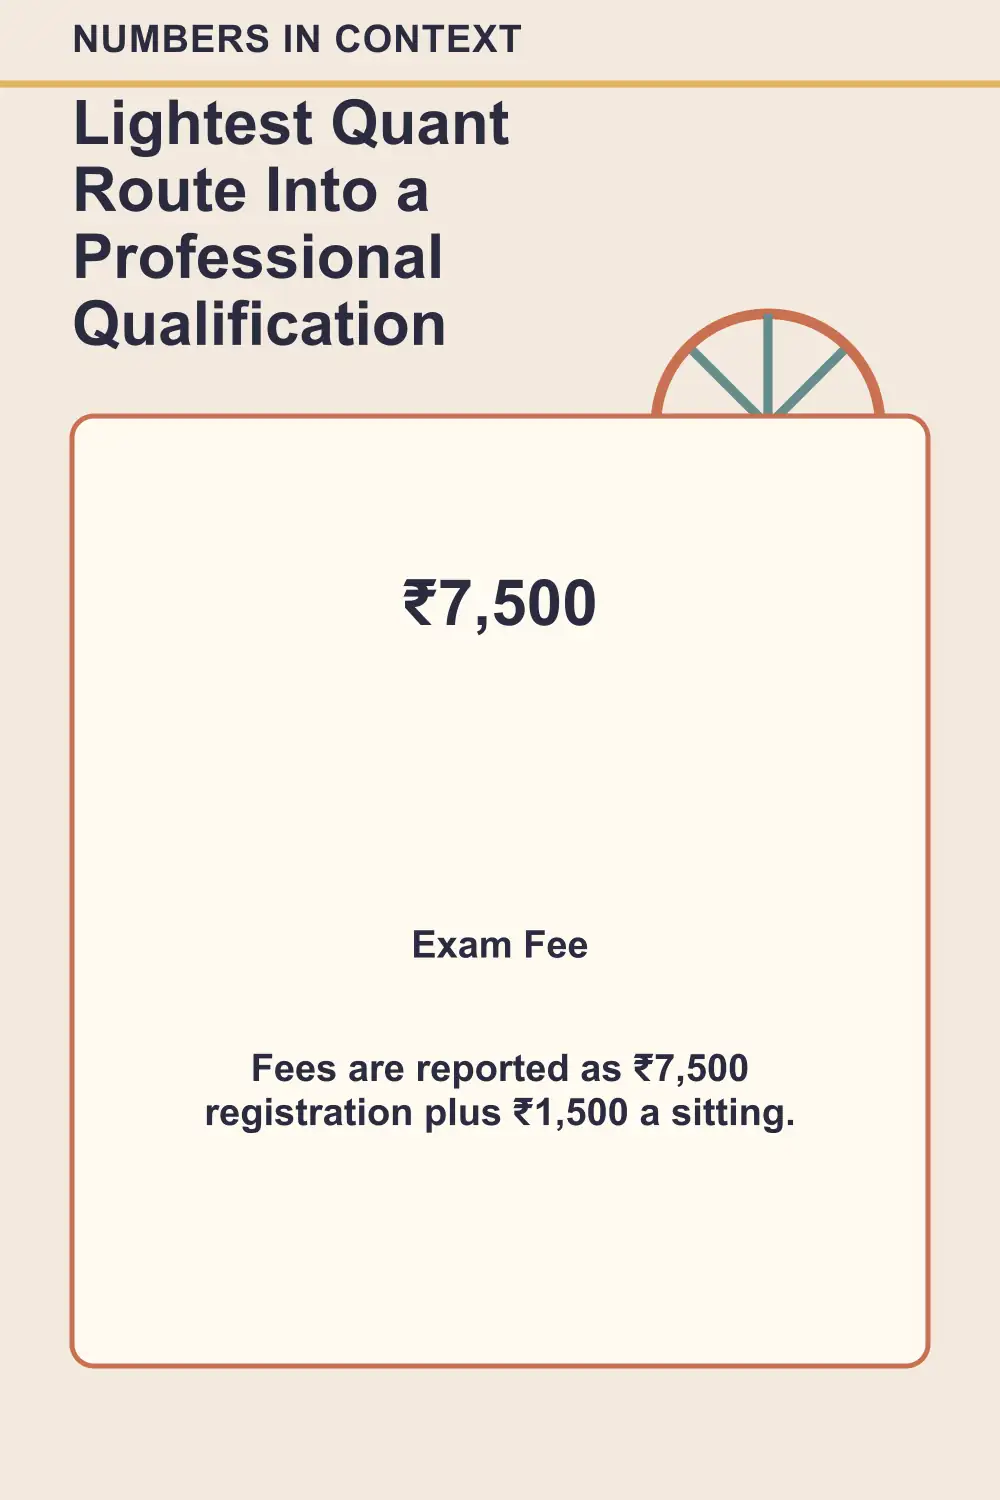 NUMBERS IN CONTEXT
Lightest Quant
Route Into a
Professional
Qualification
₹7,500
Exam Fee
Fees are reported as ₹7,500
registration plus ₹1,500 a sitting.